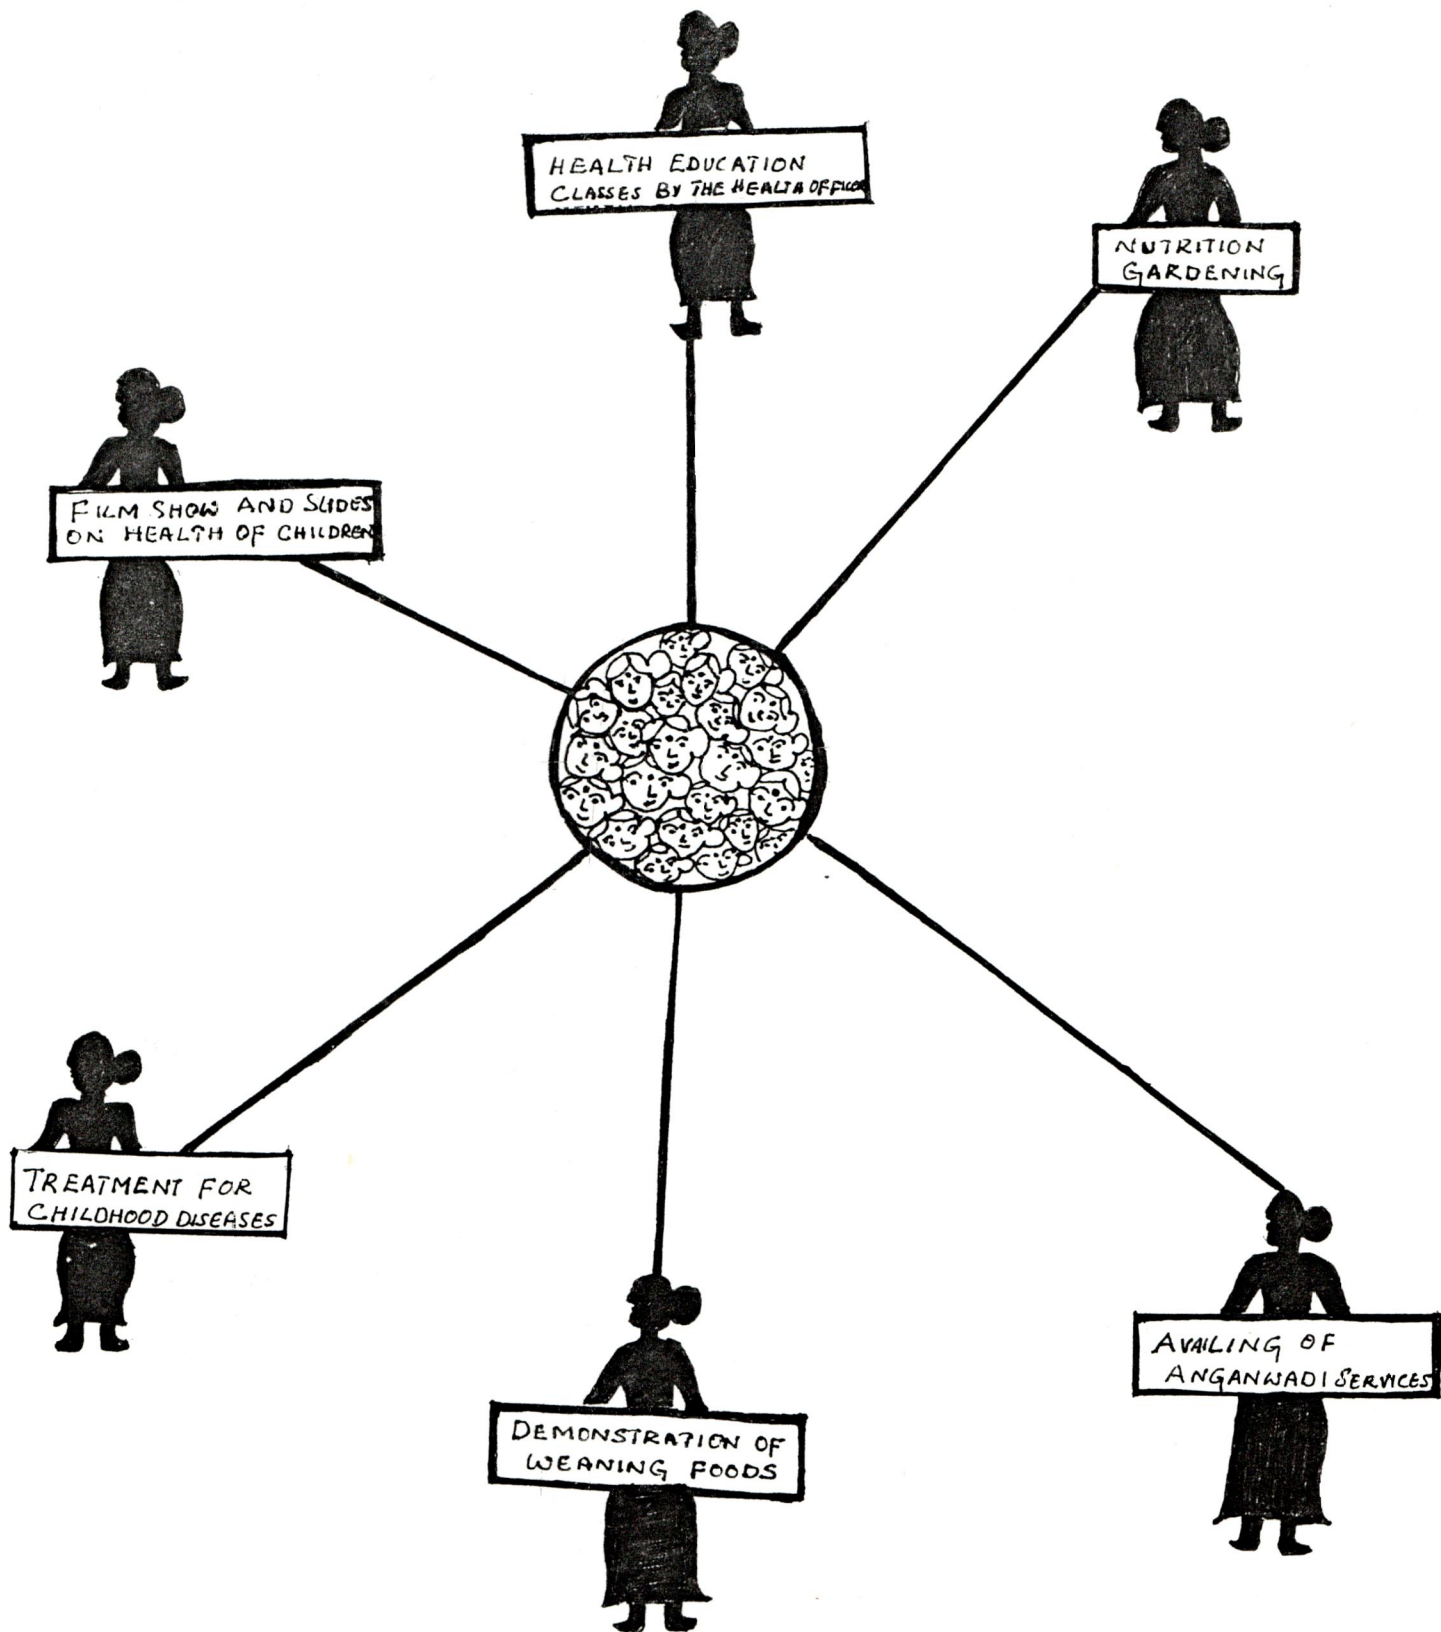 HEALTH EDUCATION
CLASSES BY THE HEALTH OFFICER
NUTRITION
GARDENING
FILM SHOW AND SLIDES
ON HEALTH OF CHILDREN
TREATMENT FOR
CHILDHOOD DISEASES
DEMONSTRATION OF
WEANING FOODS
AVAILING OF
ANGANWADI SERVICES